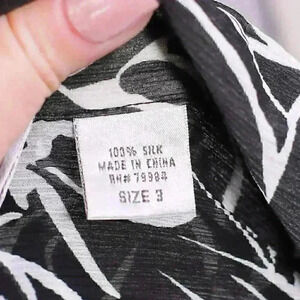 100% SILK
MADE IN CHINA
RN# 79984
SIZE 3